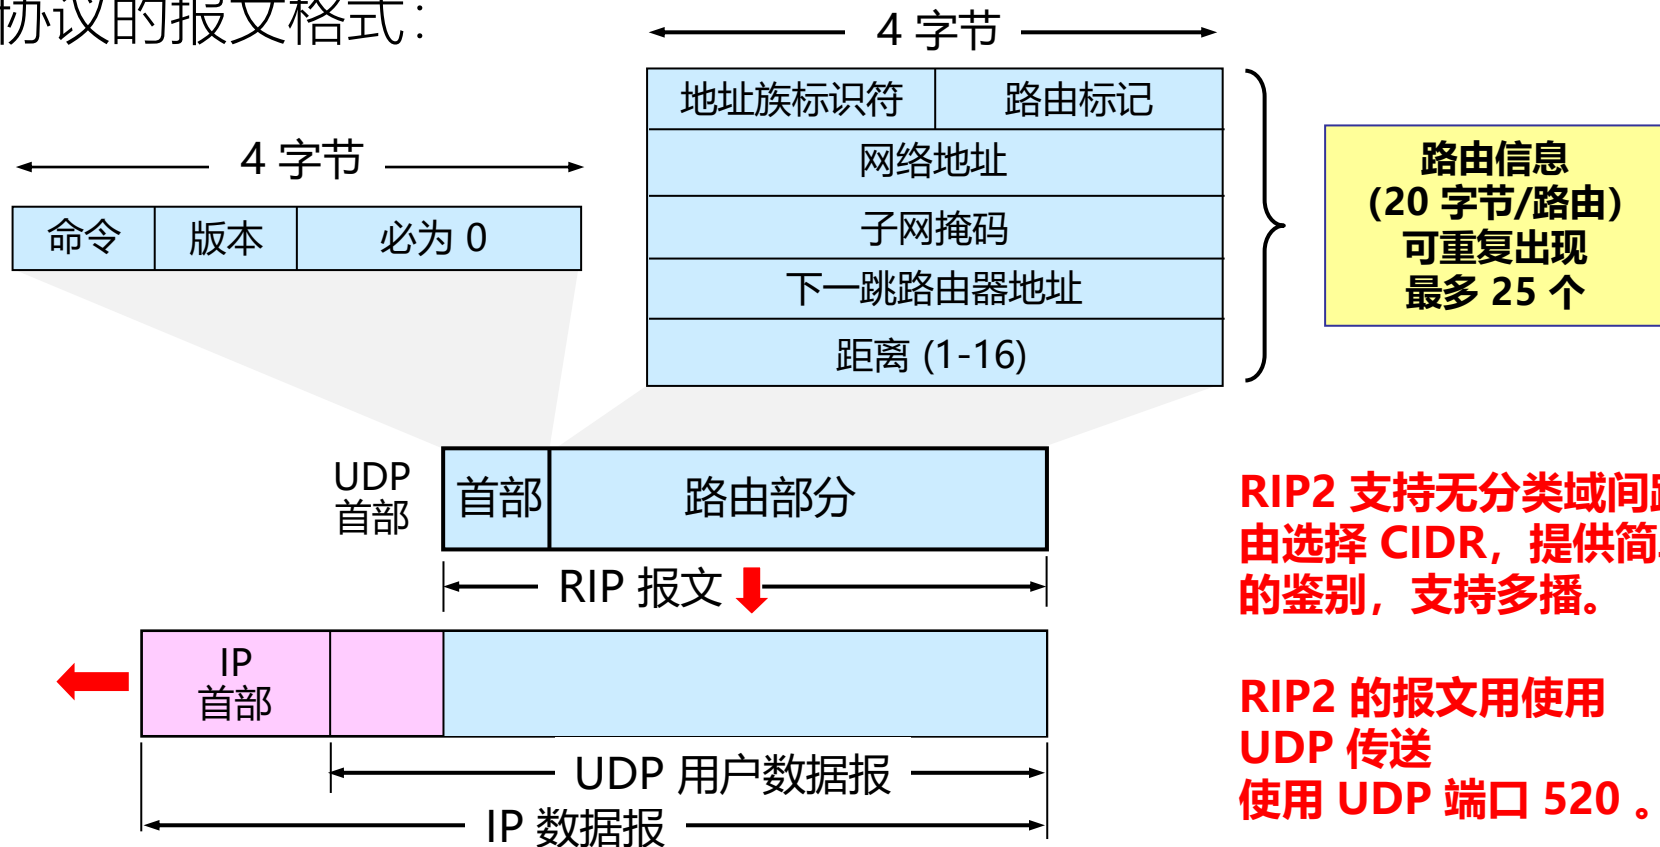 协议的报文格式：
4 字节
地址族标识符 路由标记
网络地址
子网掩码
下一跳路由器地址
距离 (1-16)
4 字节
命令 版本 必为 0
路由信息
（20 字节/路由）
可重复出现
最多 25 个
UDP
首部
首部 路由部分
RIP 报文
IP
首部
UDP 用户数据报
IP 数据报
RIP2 支持无分类域间路
由选择 CIDR，提供简单
的鉴别，支持多播。
RIP2 的报文用使用
UDP 传送
使用 UDP 端口 520 。